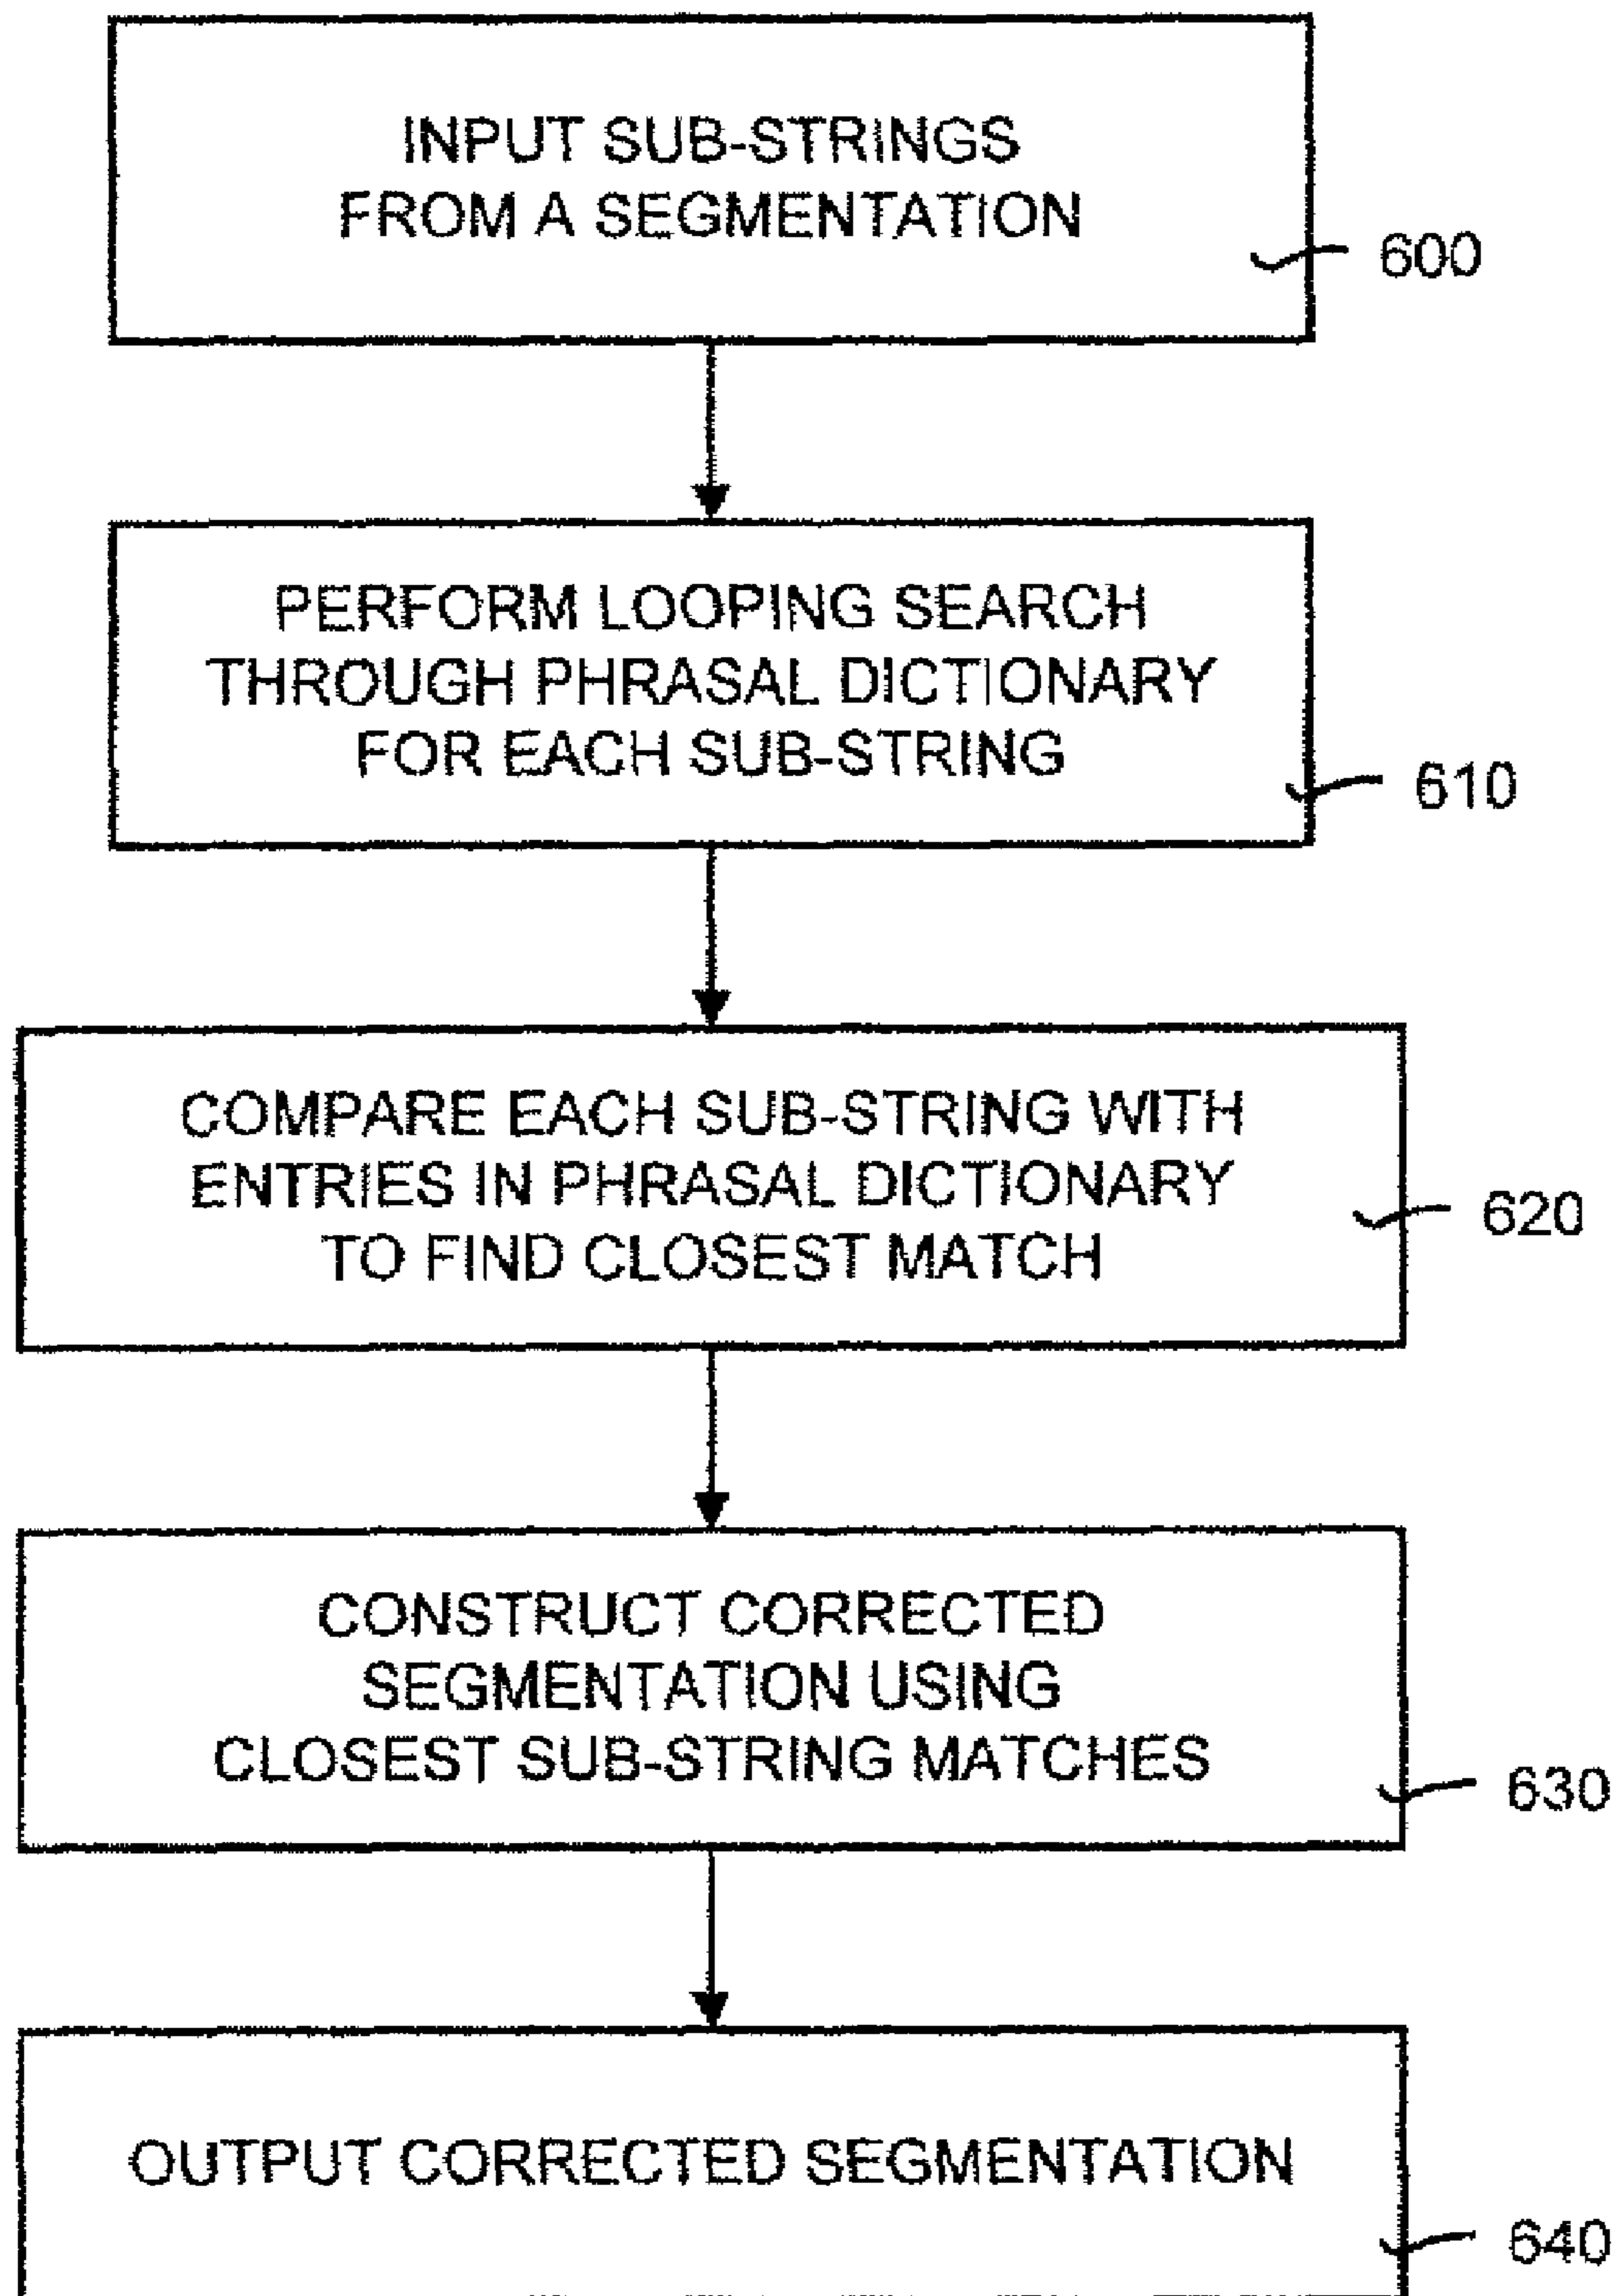 INPUT SUB-STRINGS
FROM A SEGMENTATION
600
PERFORM LOOPING SEARCH
THROUGH PHRASAL DICTIONARY
FOR EACH SUB-STRING
610
COMPARE EACH SUB-STRING WITH
ENTRIES IN PHRASAL DICTIONARY
TO FIND CLOSEST MATCH
620
CONSTRUCT CORRECTED
SEGMENTATION USING
CLOSEST SUB-STRING MATCHES
630
OUTPUT CORRECTED SEGMENTATION
640